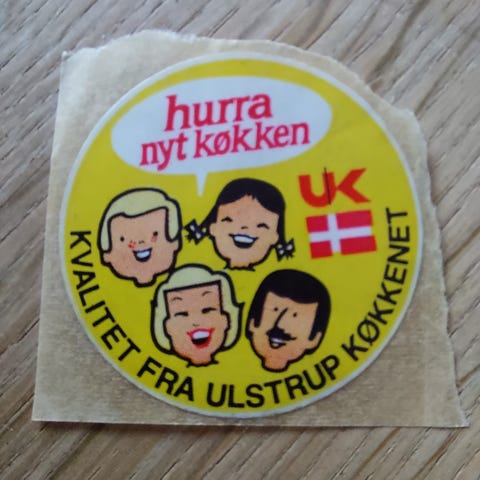 hurra
nyt køkken
UK
KVALITET FRA ULSTRUP KØKKENET